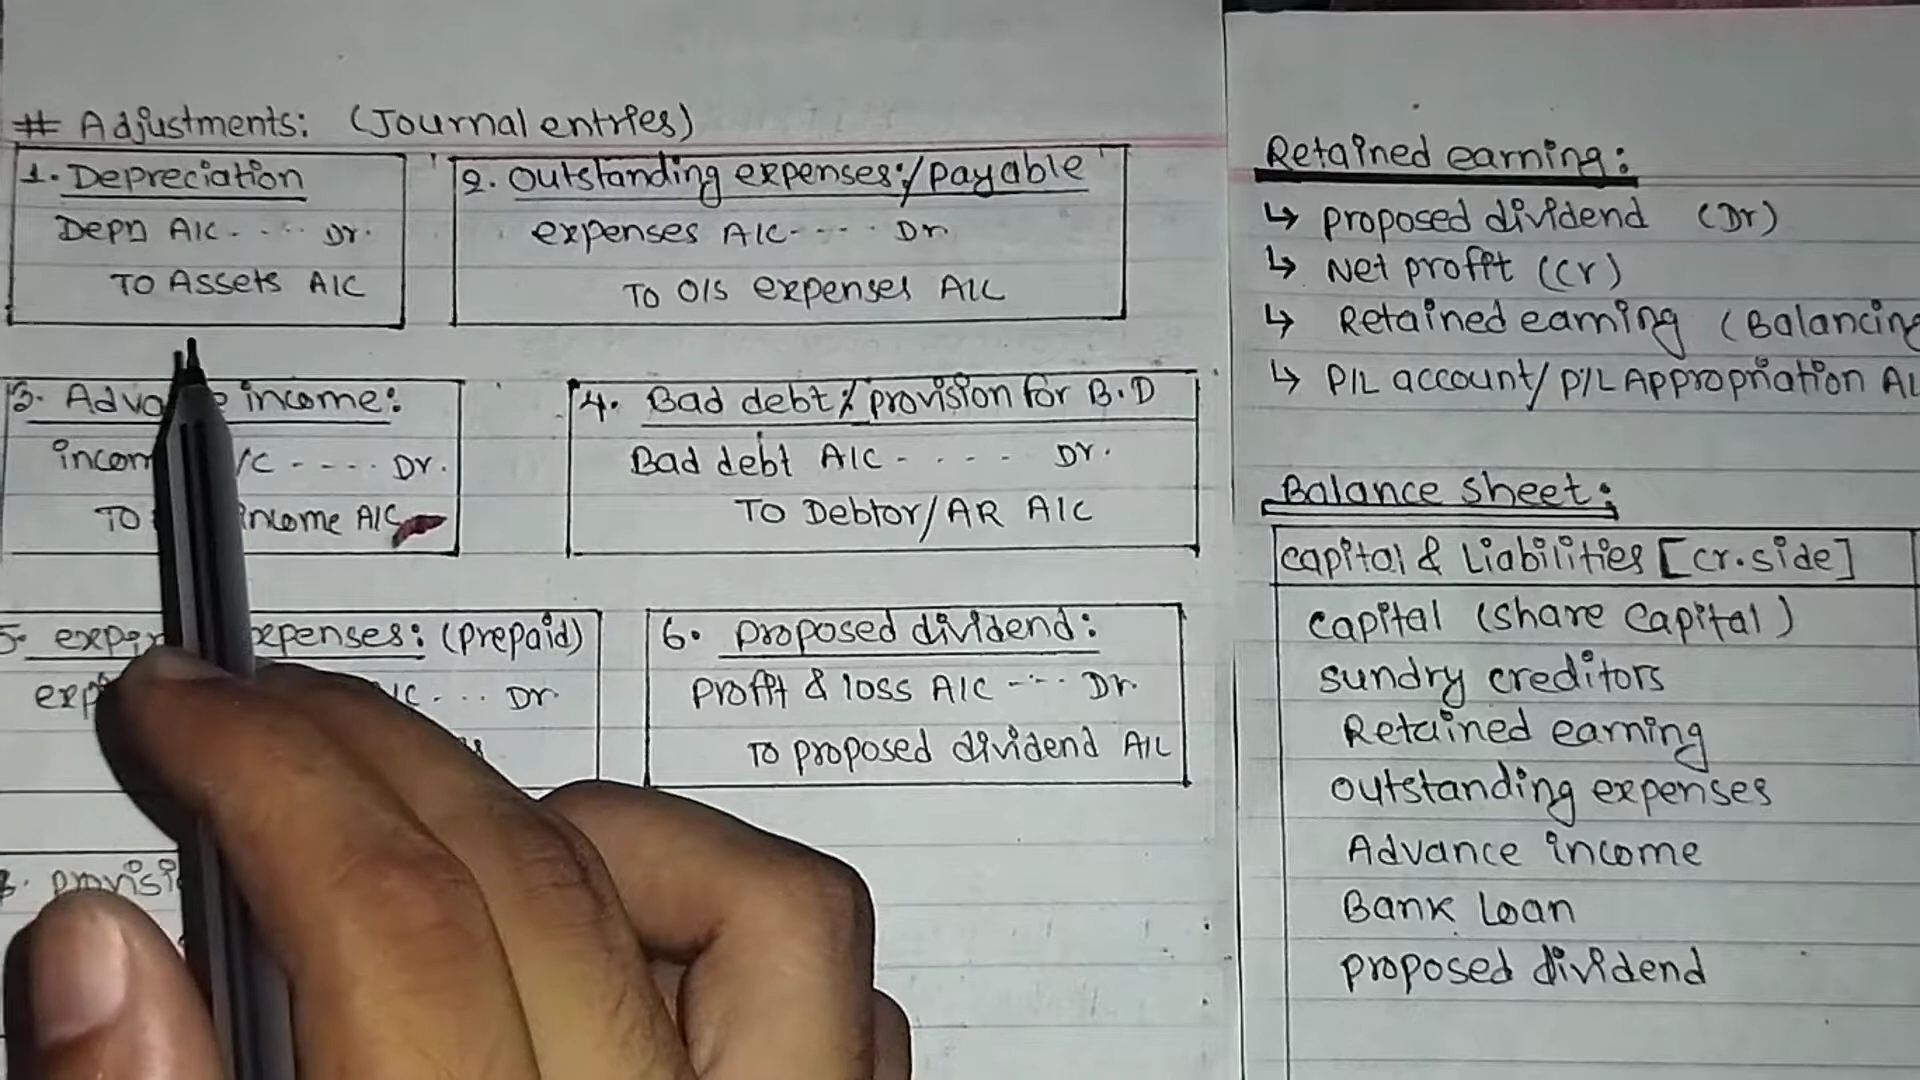 # Adjustments: (Journal entries)
1. Depreciation
Depn A/C - - - - Dr.
To Assets A/C
2. Outstanding expenses:/payable
expenses A/C - - - - Dr.
To O/S expenses A/C
3. income:
/C - - - - Dr.
To income A/C
4. Bad debt / provision for B.D
Bad debt A/C - - - - - Dr.
To Debtor/AR A/C
5. expenses: (prepaid)
/C - - - Dr.
6. proposed dividend:
Profit & loss A/C - - - Dr.
To proposed dividend A/C
Retained earning:
↳ proposed dividend (Dr)
↳ Net profit (Cr)
↳ Retained earning (Balancing
↳ P/L account/ P/L Appropriation A/
Balance sheet:
Capital & Liabilities [Cr.side]
capital (share capital)
sundry creditors
Retained earning
outstanding expenses
Advance income
Bank Loan
proposed dividend